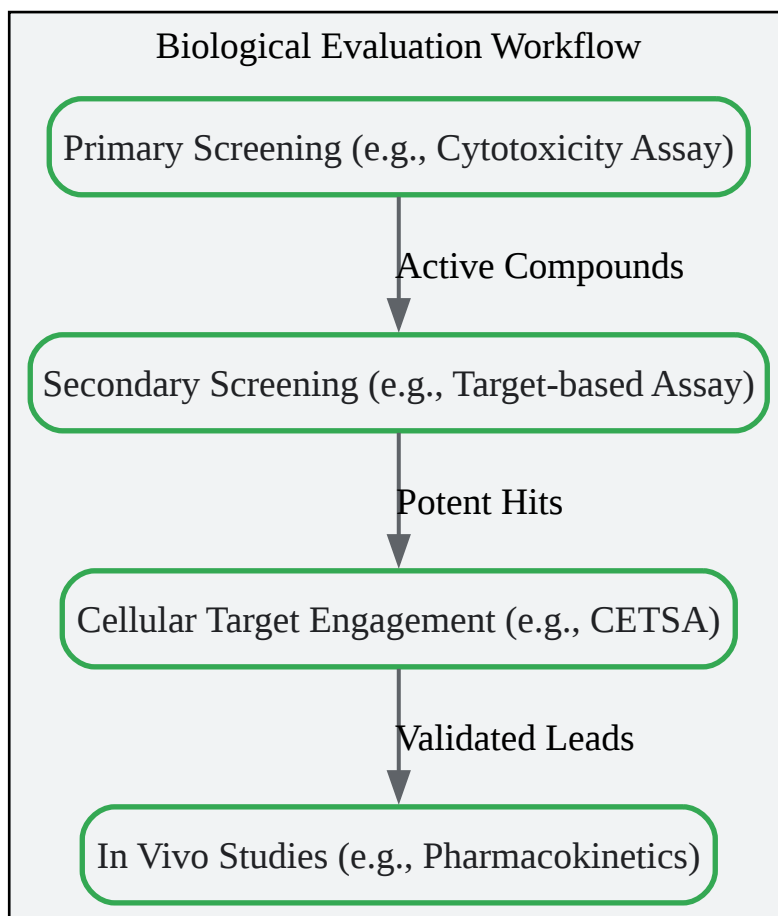 Biological Evaluation Workflow
Primary Screening (e.g., Cytotoxicity Assay)
Active Compounds
Secondary Screening (e.g., Target-based Assay)
Potent Hits
Cellular Target Engagement (e.g., CETSA)
Validated Leads
In Vivo Studies (e.g., Pharmacokinetics)